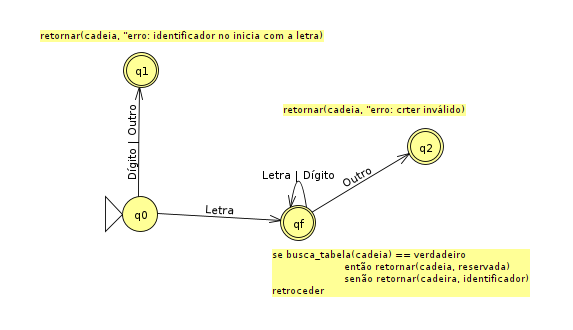 retornar(cadeia, "erro: identificador no inicia com a letra)
q1
Dígito | Outro
retornar(cadeia, "erro: crter inválido)
q2
Letra | Dígito
Outro
q0
Letra
qf
se busca_tabela(cadeia) == verdadeiro
então retornar(cadeia, reservada)
senão retornar(cadeira, identificador)
retroceder